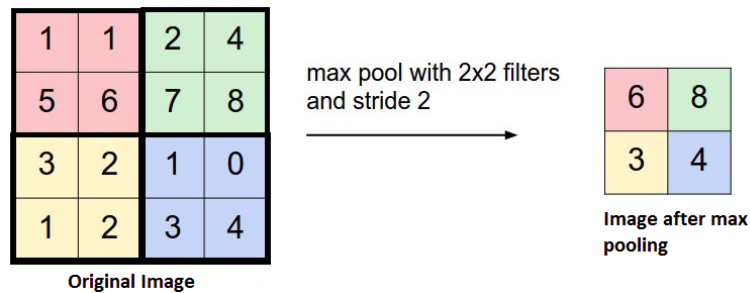 1 1 2 4
5 6 7 8
3 2 1 0
1 2 3 4
Original Image
max pool with 2x2 filters
and stride 2
6 8
3 4
Image after max
pooling